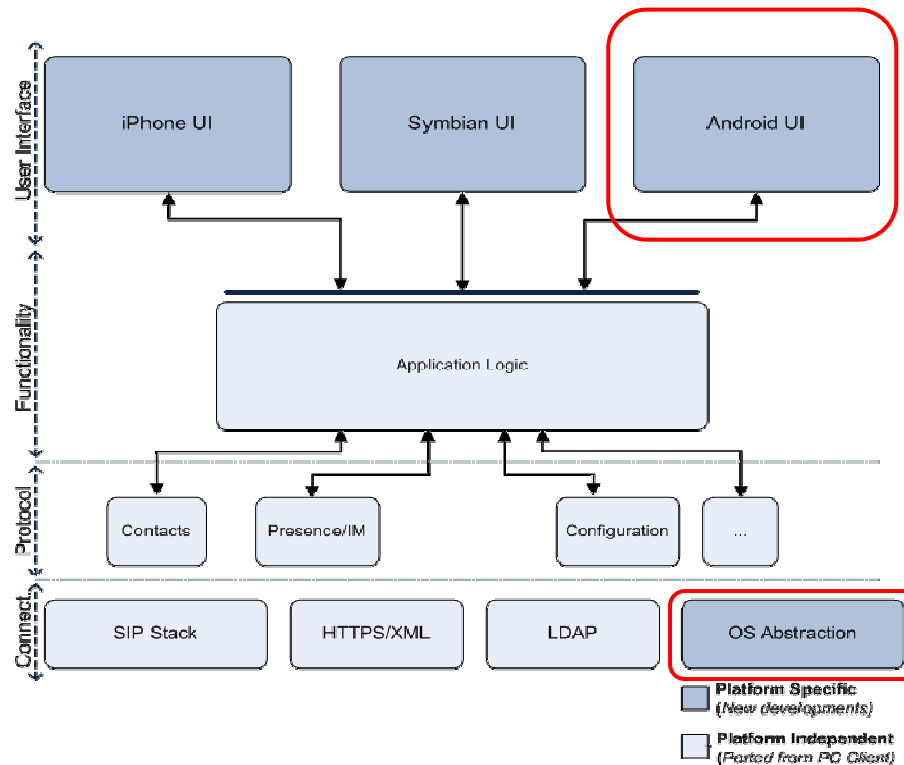 User Interface
iPhone UI
Symbian UI
Android UI
Functionality
Application Logic
Protocol
Contacts
Presence/IM
Configuration
...
Connect.
SIP Stack
HTTPS/XML
LDAP
OS Abstraction
Platform Specific
(New developments)
Platform Independent
(Ported from PC Client)